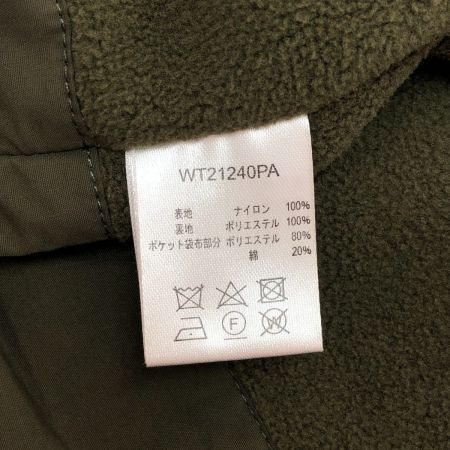 WT21240PA
表地 ナイロン 100%
裏地 ポリエステル 100%
ポケット袋布部分 ポリエステル 80%
綿 20%
F W